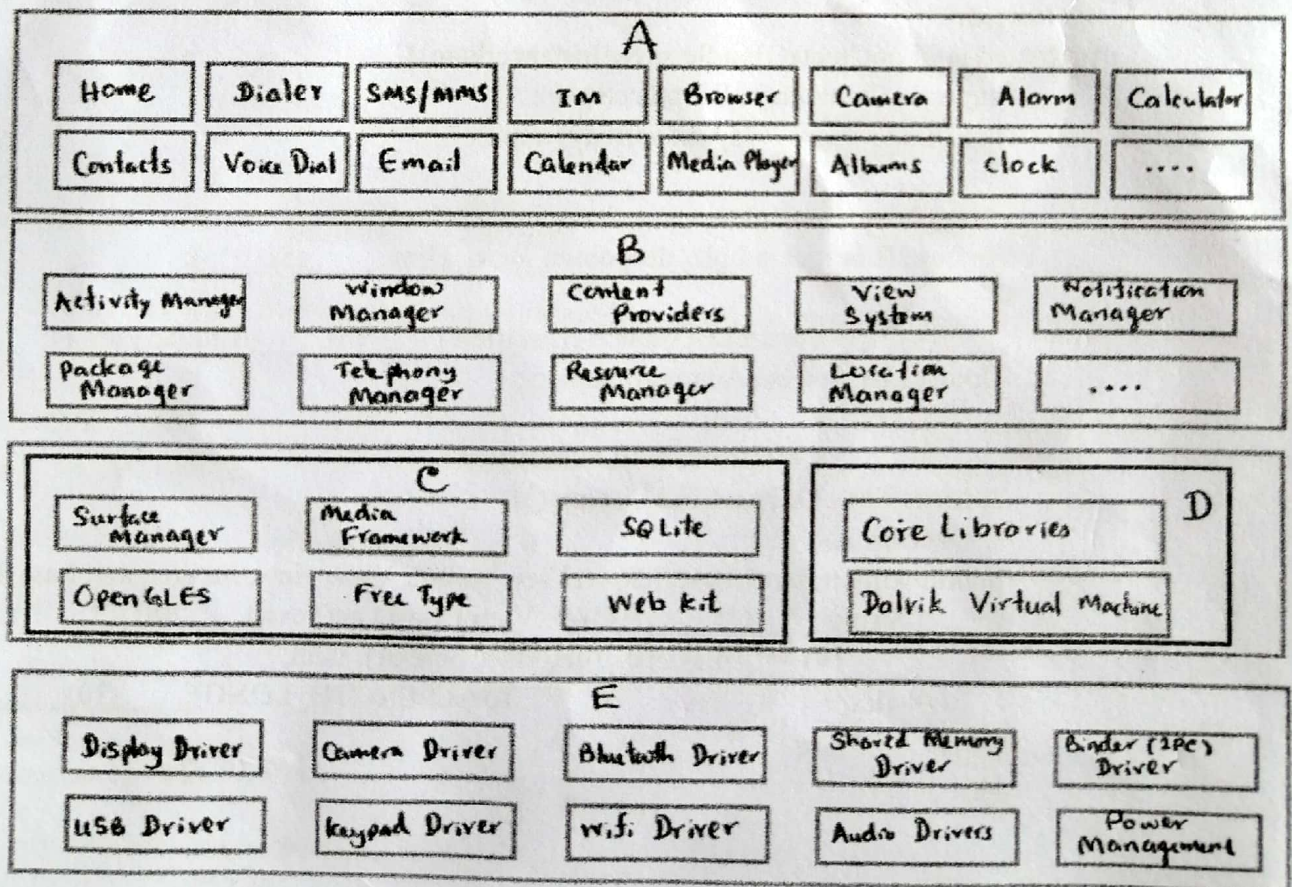 A
Home Dialer SMS/MMS IM Browser Camera Alarm Calculator
Contacts Voice Dial Email Calendar Media Player Albums Clock ....
B
Activity Manager Window Manager Content Providers View System Notification Manager
Package Manager Telephony Manager Resource Manager Location Manager ....
C
Surface Manager Media Framework SQLite
OpenGLES Free Type Web kit
D
Core Libraries
Dalvik Virtual Machine
E
Display Driver Camera Driver Bluetooth Driver Shared Memory Driver Binder (IPC) Driver
USB Driver Keypad Driver Wifi Driver Audio Drivers Power Management